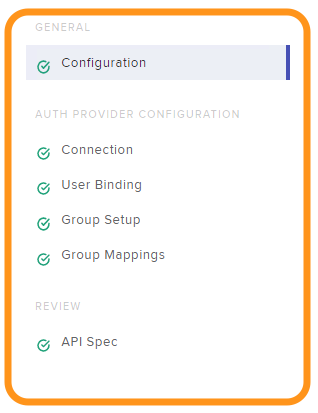 GENERAL
Configuration
AUTH PROVIDER CONFIGURATION
Connection
User Binding
Group Setup
Group Mappings
REVIEW
API Spec